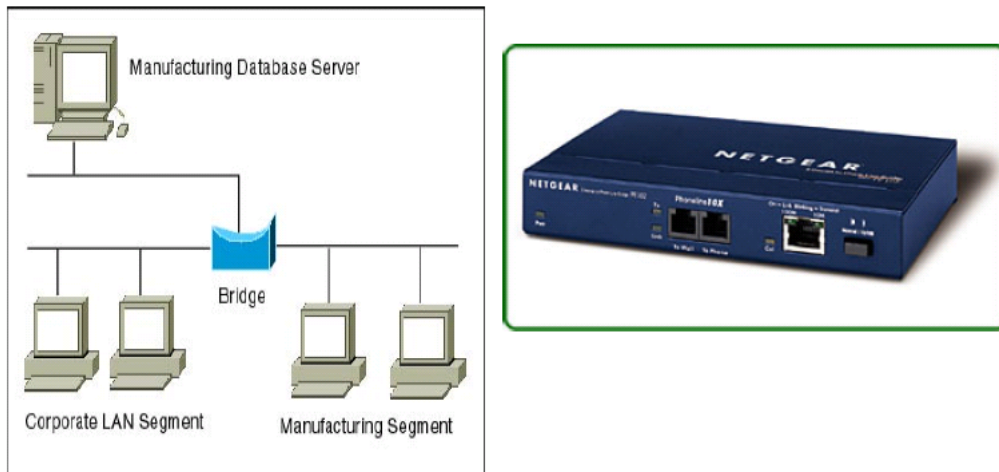 Manufacturing Database Server
Bridge
Corporate LAN Segment
Manufacturing Segment
NETGEAR
NETGEAR
Phoneline10X
To Wall
To Phone